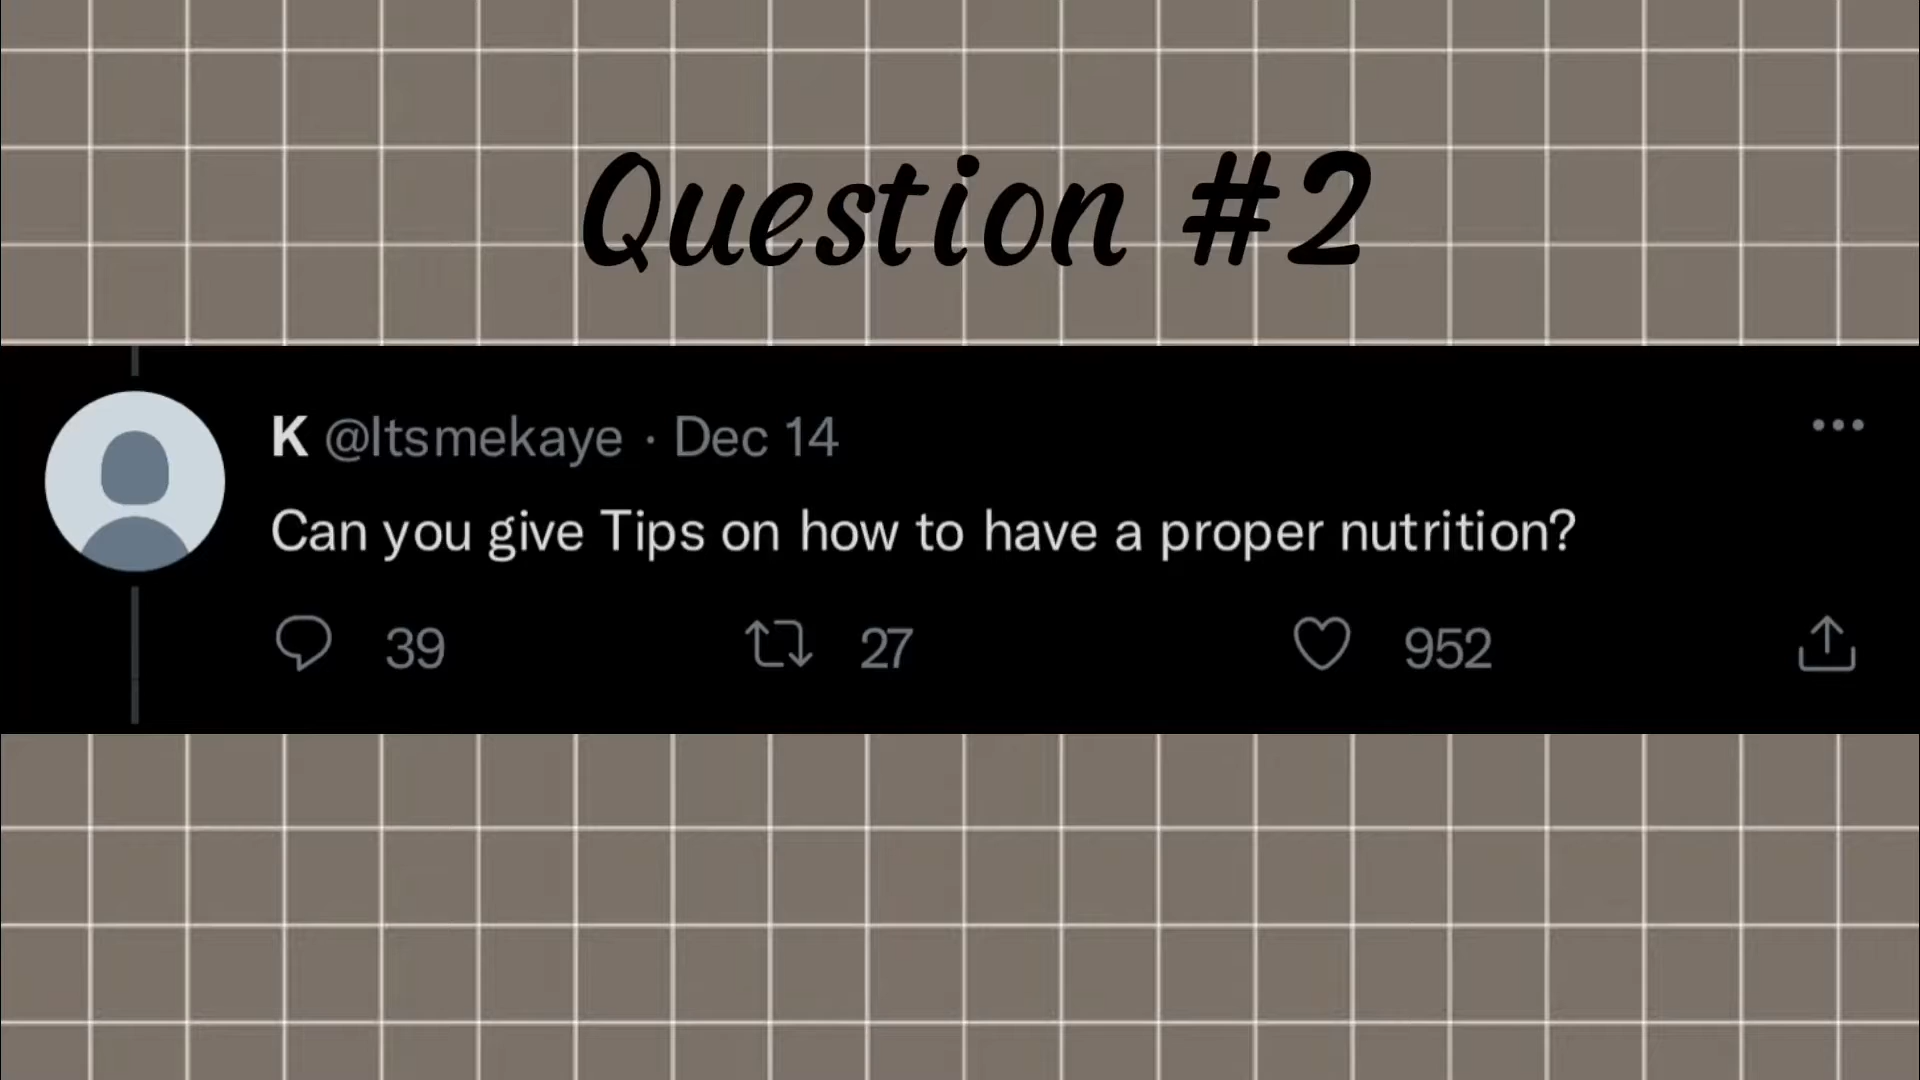 Question #2
K @Itsmekaye · Dec 14
Can you give Tips on how to have a proper nutrition?
39 27 952